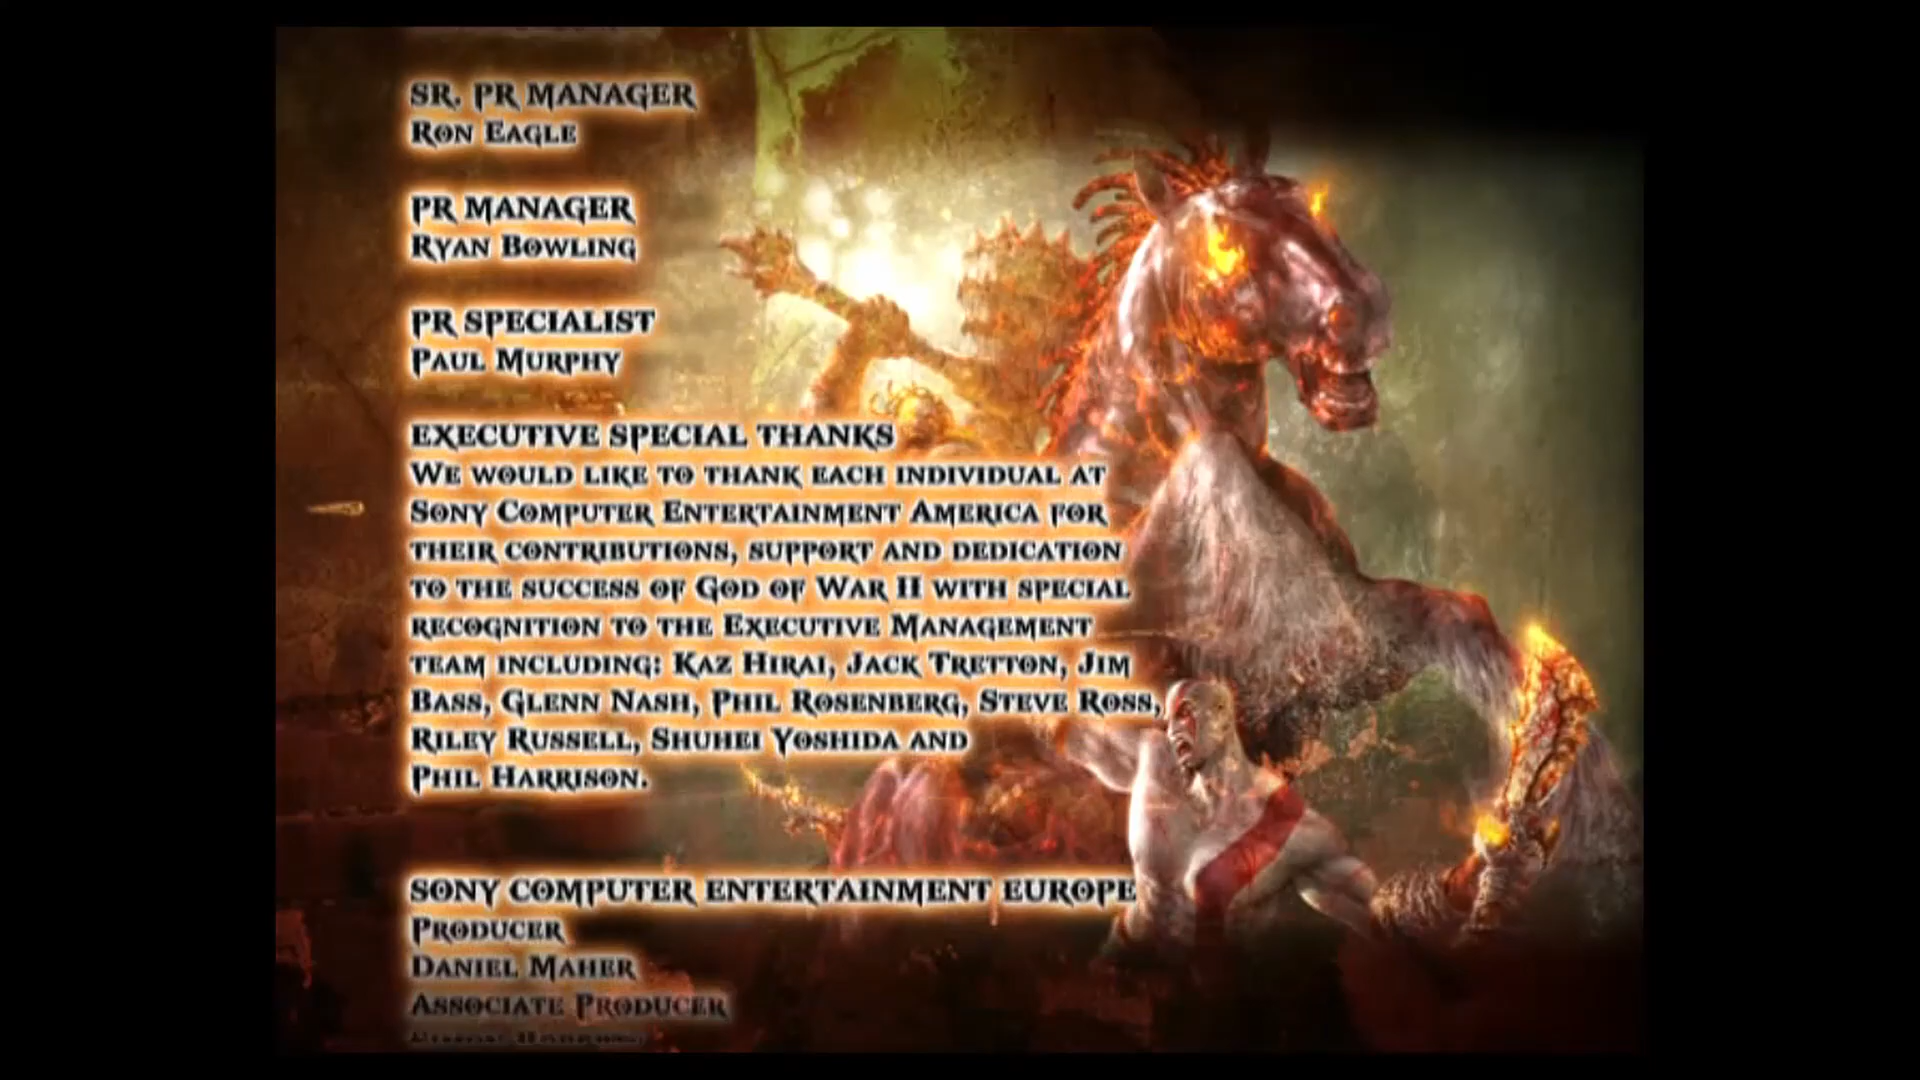 SR. PR MANAGER
RON EAGLE
PR MANAGER
RYAN BOWLING
PR SPECIALIST
PAUL MURPHY
EXECUTIVE SPECIAL THANKS
WE WOULD LIKE TO THANK EACH INDIVIDUAL AT
SONY COMPUTER ENTERTAINMENT AMERICA FOR
THEIR CONTRIBUTIONS, SUPPORT AND DEDICATION
TO THE SUCCESS OF GOD OF WAR II WITH SPECIAL
RECOGNITION TO THE EXECUTIVE MANAGEMENT
TEAM INCLUDING: KAZ HIRAI, JACK TRETTON, JIM
BASS, GLENN NASH, PHIL ROSENBERG, STEVE ROSS,
RILEY RUSSELL, SHUHEI YOSHIDA AND
PHIL HARRISON.
SONY COMPUTER ENTERTAINMENT EUROPE
PRODUCER
DANIEL MAHER
ASSOCIATE PRODUCER